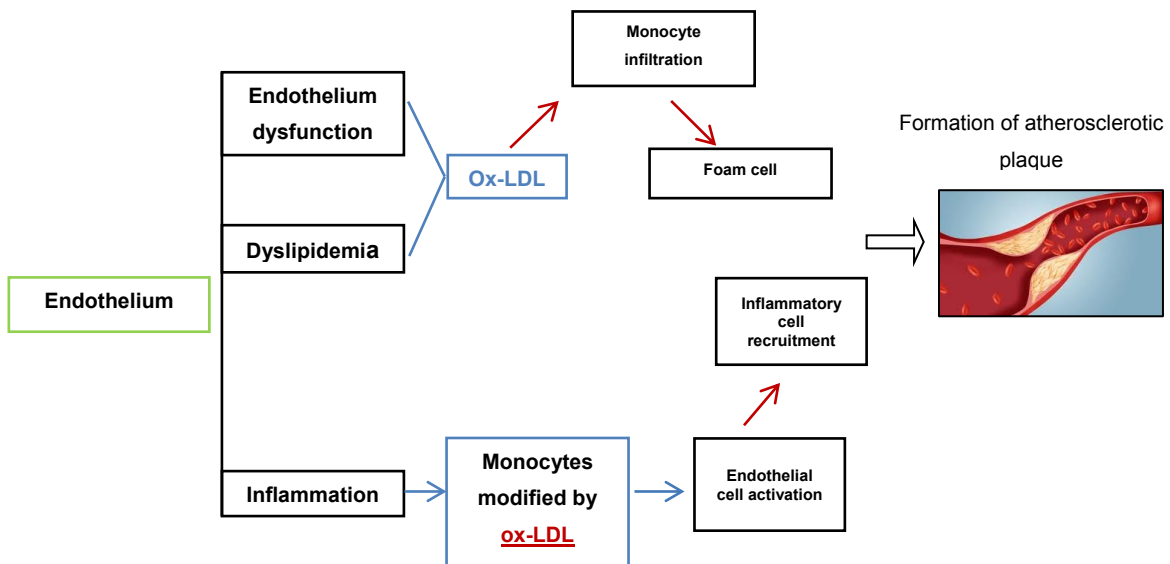 Monocyte
infiltration
Endothelium
dysfunction
Formation of atherosclerotic
plaque
Ox-LDL
Foam cell
Dyslipidemia
Endothelium
Inflammatory
cell
recruitment
Monocytes
modified by
ox-LDL
Inflammation
Endothelial
cell activation